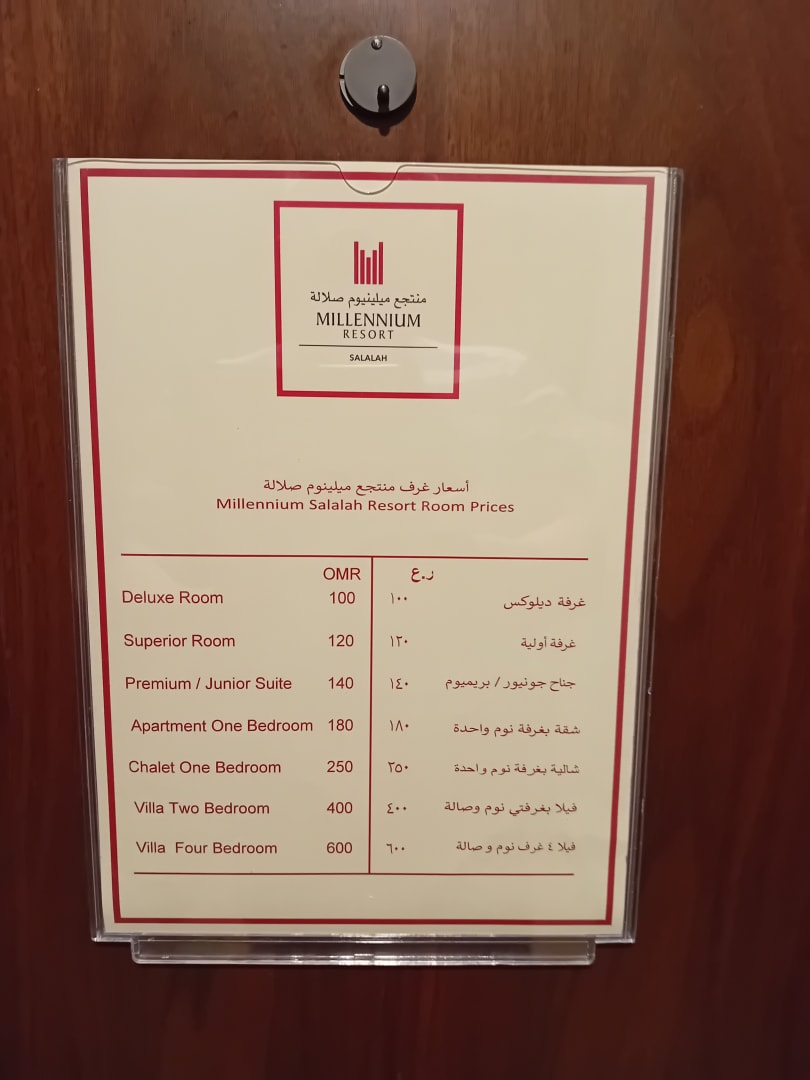 منتجع ميلينيوم صلالة
MILLENNIUM
RESORT
SALALAH
أسعار غرف منتجع ميلينوم صلالة
Millennium Salalah Resort Room Prices
OMR ر.ع
Deluxe Room 100 ١٠٠ غرفة ديلوكس
Superior Room 120 ١٢٠ غرفة أولية
Premium / Junior Suite 140 ١٤٠ جناح جونيور / بريميوم
Apartment One Bedroom 180 ١٨٠ شقة بغرفة نوم واحدة
Chalet One Bedroom 250 ٢٥٠ شالية بغرفة نوم واحدة
Villa Two Bedroom 400 ٤٠٠ فيلا بغرفتي نوم وصالة
Villa Four Bedroom 600 ٦٠٠ فيلا ٤ غرف نوم و صالة